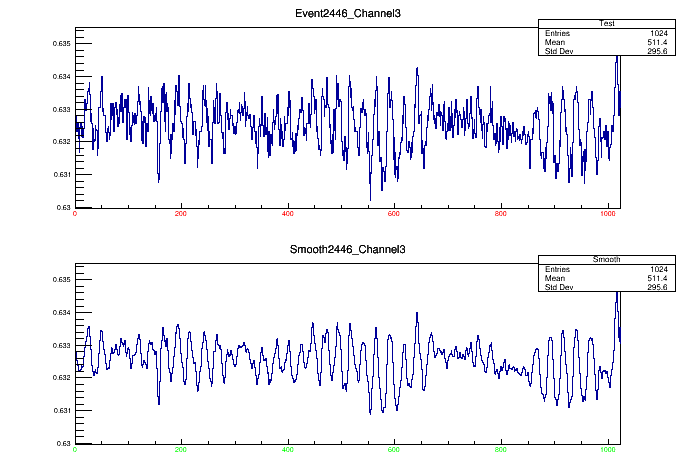 Event2446_Channel3
Test
Entries 1024
Mean 511.4
Std Dev 295.6
0.635
0.634
0.633
0.632
0.631
0.63
0 200 400 600 800 1000
Smooth2446_Channel3
Smooth
Entries 1024
Mean 511.4
Std Dev 295.6
0.635
0.634
0.633
0.632
0.631
0.63
0 200 400 600 800 1000